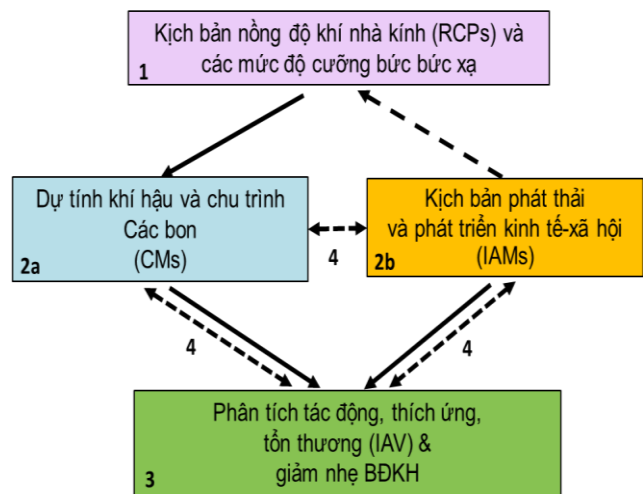 Kịch bản nồng độ khí nhà kính (RCPs) và
các mức độ cưỡng bức bức xạ
1
Dự tính khí hậu và chu trình
Các bon
(CMs)
2a
4
Kịch bản phát thải
và phát triển kinh tế-xã hội
(IAMs)
2b
4
4
Phân tích tác động, thích ứng,
tổn thương (IAV) &
giảm nhẹ BĐKH
3